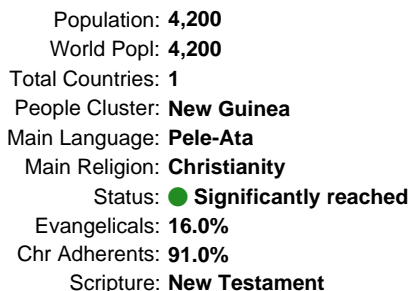 Population: 4,200
World Popl: 4,200
Total Countries: 1
People Cluster: New Guinea
Main Language: Pele-Ata
Main Religion: Christianity
Status: Significantly reached
Evangelicals: 16.0%
Chr Adherents: 91.0%
Scripture: New Testament